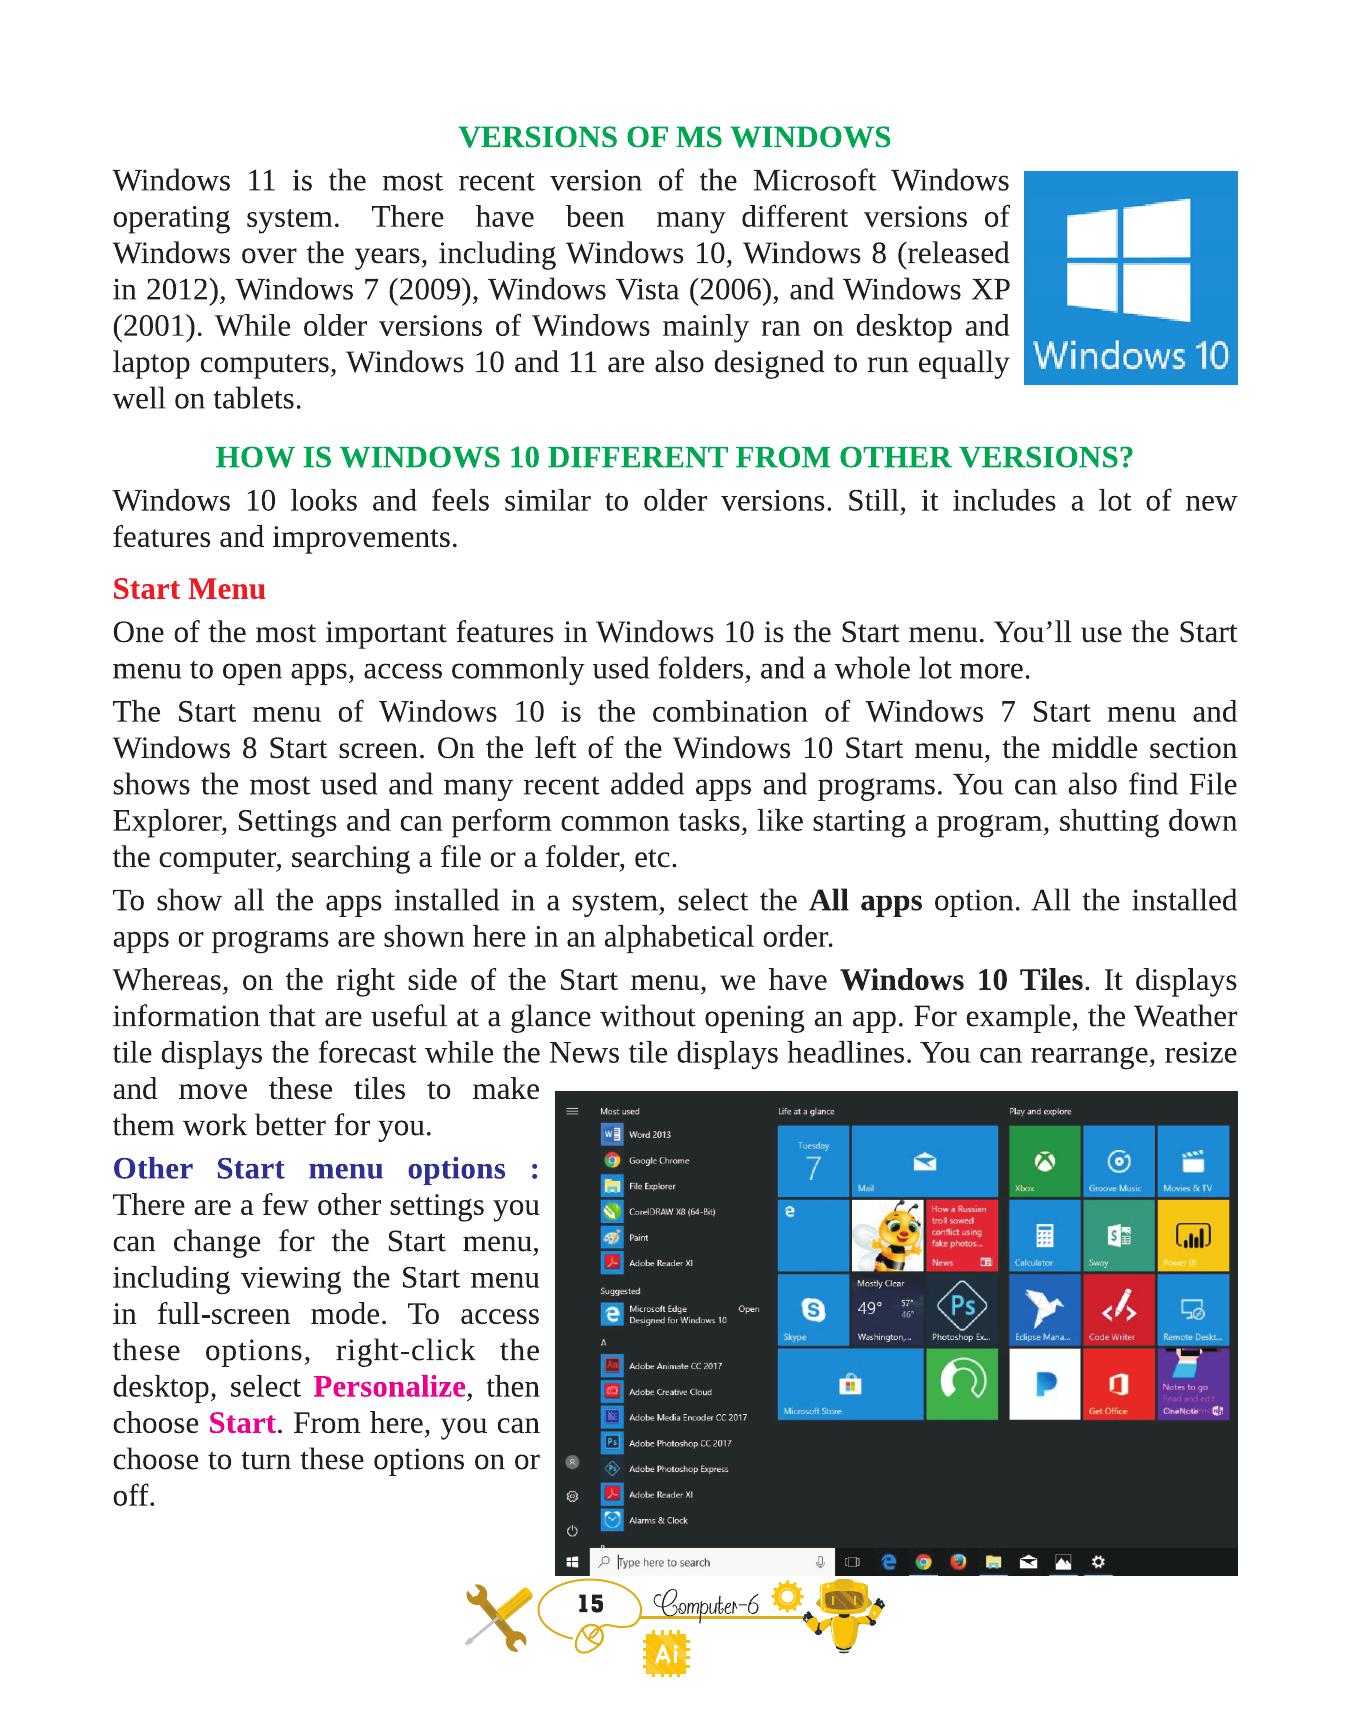 VERSIONS OF MS WINDOWS
Windows 11 is the most recent version of the Microsoft Windows
operating system. There have been many different versions of
Windows over the years, including Windows 10, Windows 8 (released
in 2012), Windows 7 (2009), Windows Vista (2006), and Windows XP
(2001). While older versions of Windows mainly ran on desktop and
laptop computers, Windows 10 and 11 are also designed to run equally
well on tablets.
Windows 10
HOW IS WINDOWS 10 DIFFERENT FROM OTHER VERSIONS?
Windows 10 looks and feels similar to older versions. Still, it includes a lot of new
features and improvements.
Start Menu
One of the most important features in Windows 10 is the Start menu. You’ll use the Start
menu to open apps, access commonly used folders, and a whole lot more.
The Start menu of Windows 10 is the combination of Windows 7 Start menu and
Windows 8 Start screen. On the left of the Windows 10 Start menu, the middle section
shows the most used and many recent added apps and programs. You can also find File
Explorer, Settings and can perform common tasks, like starting a program, shutting down
the computer, searching a file or a folder, etc.
To show all the apps installed in a system, select the All apps option. All the installed
apps or programs are shown here in an alphabetical order.
Whereas, on the right side of the Start menu, we have Windows 10 Tiles. It displays
information that are useful at a glance without opening an app. For example, the Weather
tile displays the forecast while the News tile displays headlines. You can rearrange, resize
and move these tiles to make
them work better for you.
Other Start menu options :
There are a few other settings you
can change for the Start menu,
including viewing the Start menu
in full-screen mode. To access
these options, right-click the
desktop, select Personalize, then
choose Start. From here, you can
choose to turn these options on or
off.
Most used
Word 2013
Google Chrome
File Explorer
CorelDRAW X8 (64-Bit)
Paint
Adobe Reader XI
Suggested
Microsoft Edge Open
Designed for Windows 10
A
Adobe Animate CC 2017
Adobe Creative Cloud
Adobe Media Encoder CC 2017
Adobe Photoshop CC 2017
Adobe Photoshop Express
Adobe Reader XI
Alarms & Clock
Life at a glance
Tuesday
7
Mail
How a Russian
troll sowed
conflict using
fake photos...
News
Skype
Mostly Clear
49° 57°
46°
Washington,...
Ps
Photoshop Ex...
Microsoft Store
Play and explore
Xbox
Groove Music
Movies & TV
Calculator
Sway
Power BI
Eclipse Mana...
Code Writer
Remote Deskt...
Get Office
Notes to go
OneNote
Type here to search
15
Computer-6
Ai